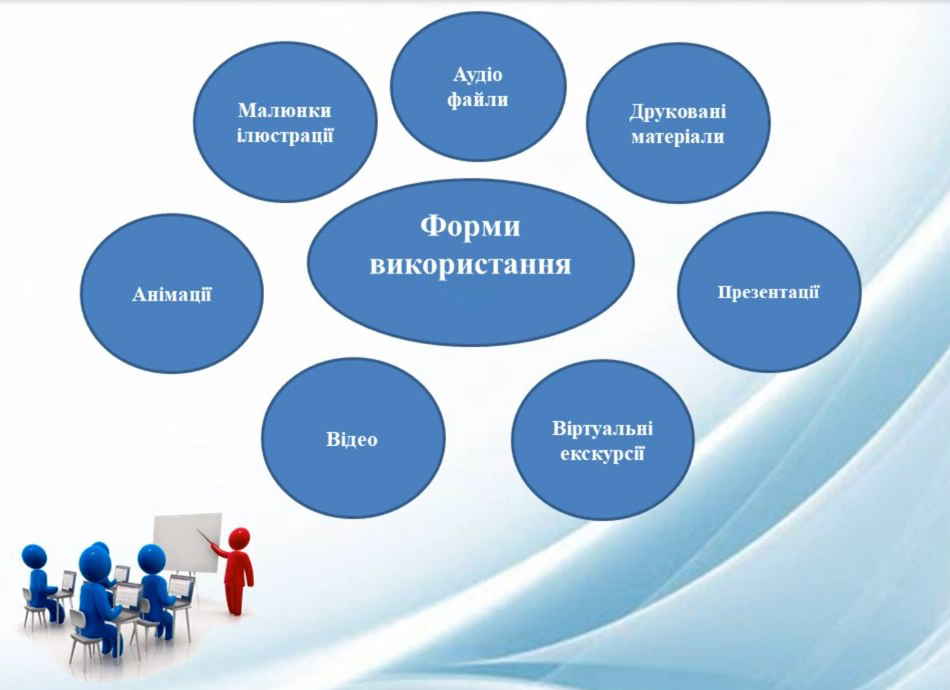 Аудіо
файли
Малюнки
ілюстрації
Друковані
матеріали
Форми
використання
Анімації
Презентації
Відео
Віртуальні
екскурсії